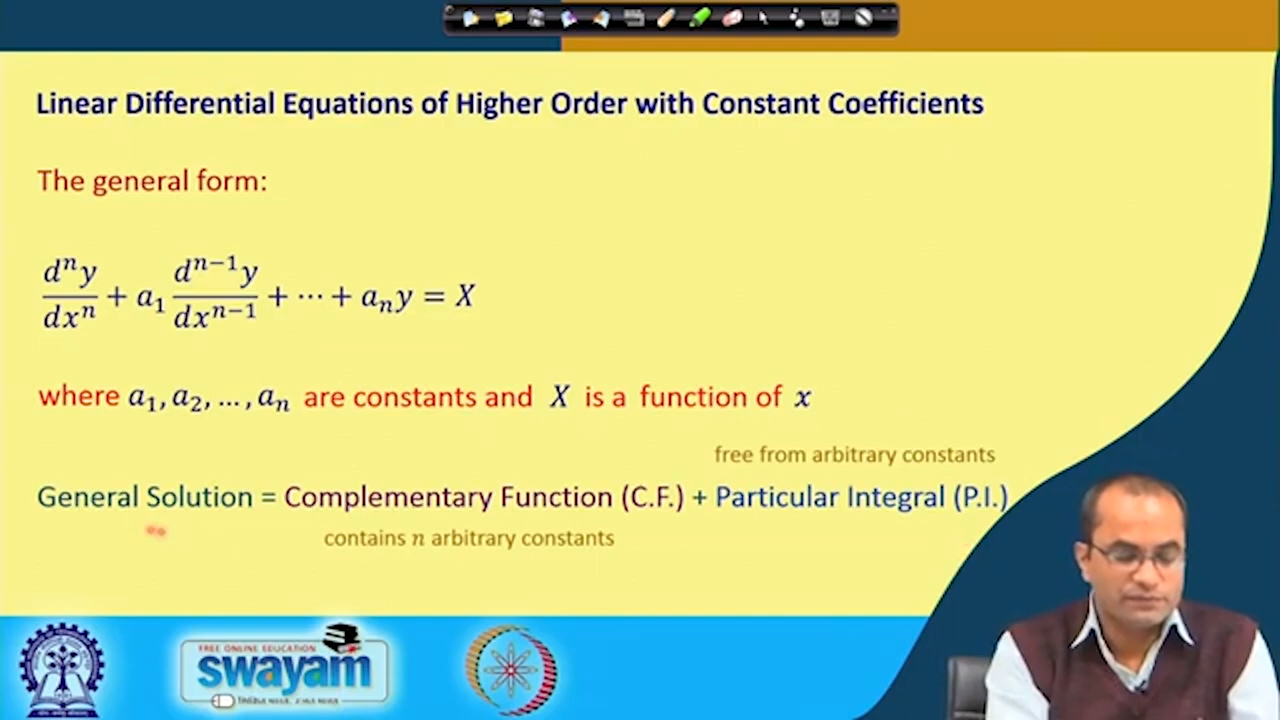 Linear Differential Equations of Higher Order with Constant Coefficients
The general form:
dⁿy/dxⁿ + a₁ dⁿ⁻¹y/dxⁿ⁻¹ + ⋯ + aₙy = X
where a₁, a₂, …, aₙ are constants and X is a function of x
free from arbitrary constants
General Solution = Complementary Function (C.F.) + Particular Integral (P.I.)
contains n arbitrary constants
FREE ONLINE EDUCATION
swayam